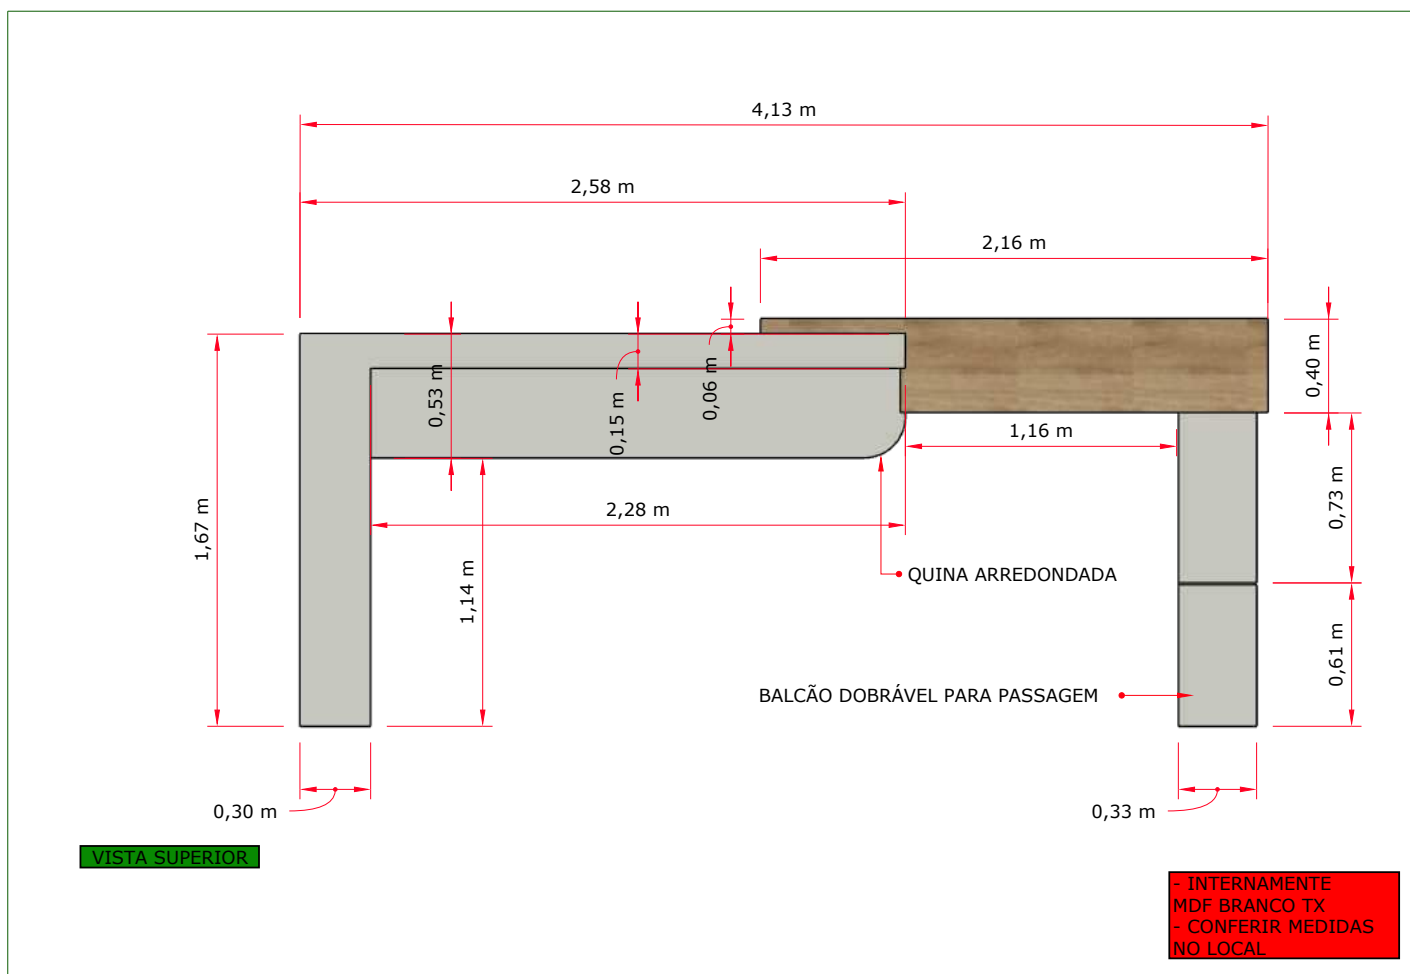 4,13 m
2,58 m
2,16 m
0,40 m
0,53 m
0,15 m
0,06 m
1,16 m
1,67 m
2,28 m
0,73 m
1,14 m
QUINA ARREDONDADA
0,61 m
BALCÃO DOBRÁVEL PARA PASSAGEM
0,30 m
0,33 m
VISTA SUPERIOR
- INTERNAMENTE
MDF BRANCO TX
- CONFERIR MEDIDAS
NO LOCAL